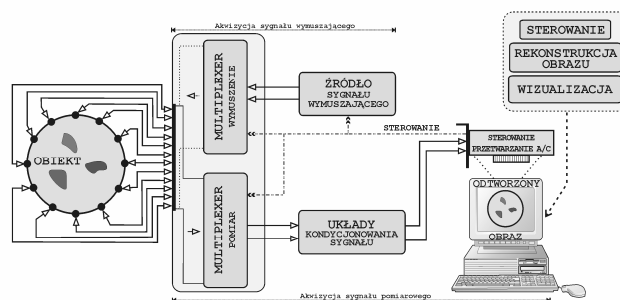 Akwizycja sygnału wymuszającego
STEROWANIE
REKONSTRUKCJA
OBRAZU
WIZUALIZACJA
MULTIPLEXER
WYMUSZENIE
ŹRÓDŁO
SYGNAŁU
WYMUSZAJĄCEGO
STEROWANIE
STEROWANIE
PRZETWARZANIE A/C
OBIEKT
MULTIPLEXER
POMIAR
UKŁADY
KONDYCJONOWANIA
SYGNAŁU
ODTWORZONY
OBRAZ
Akwizycja sygnału pomiarowego